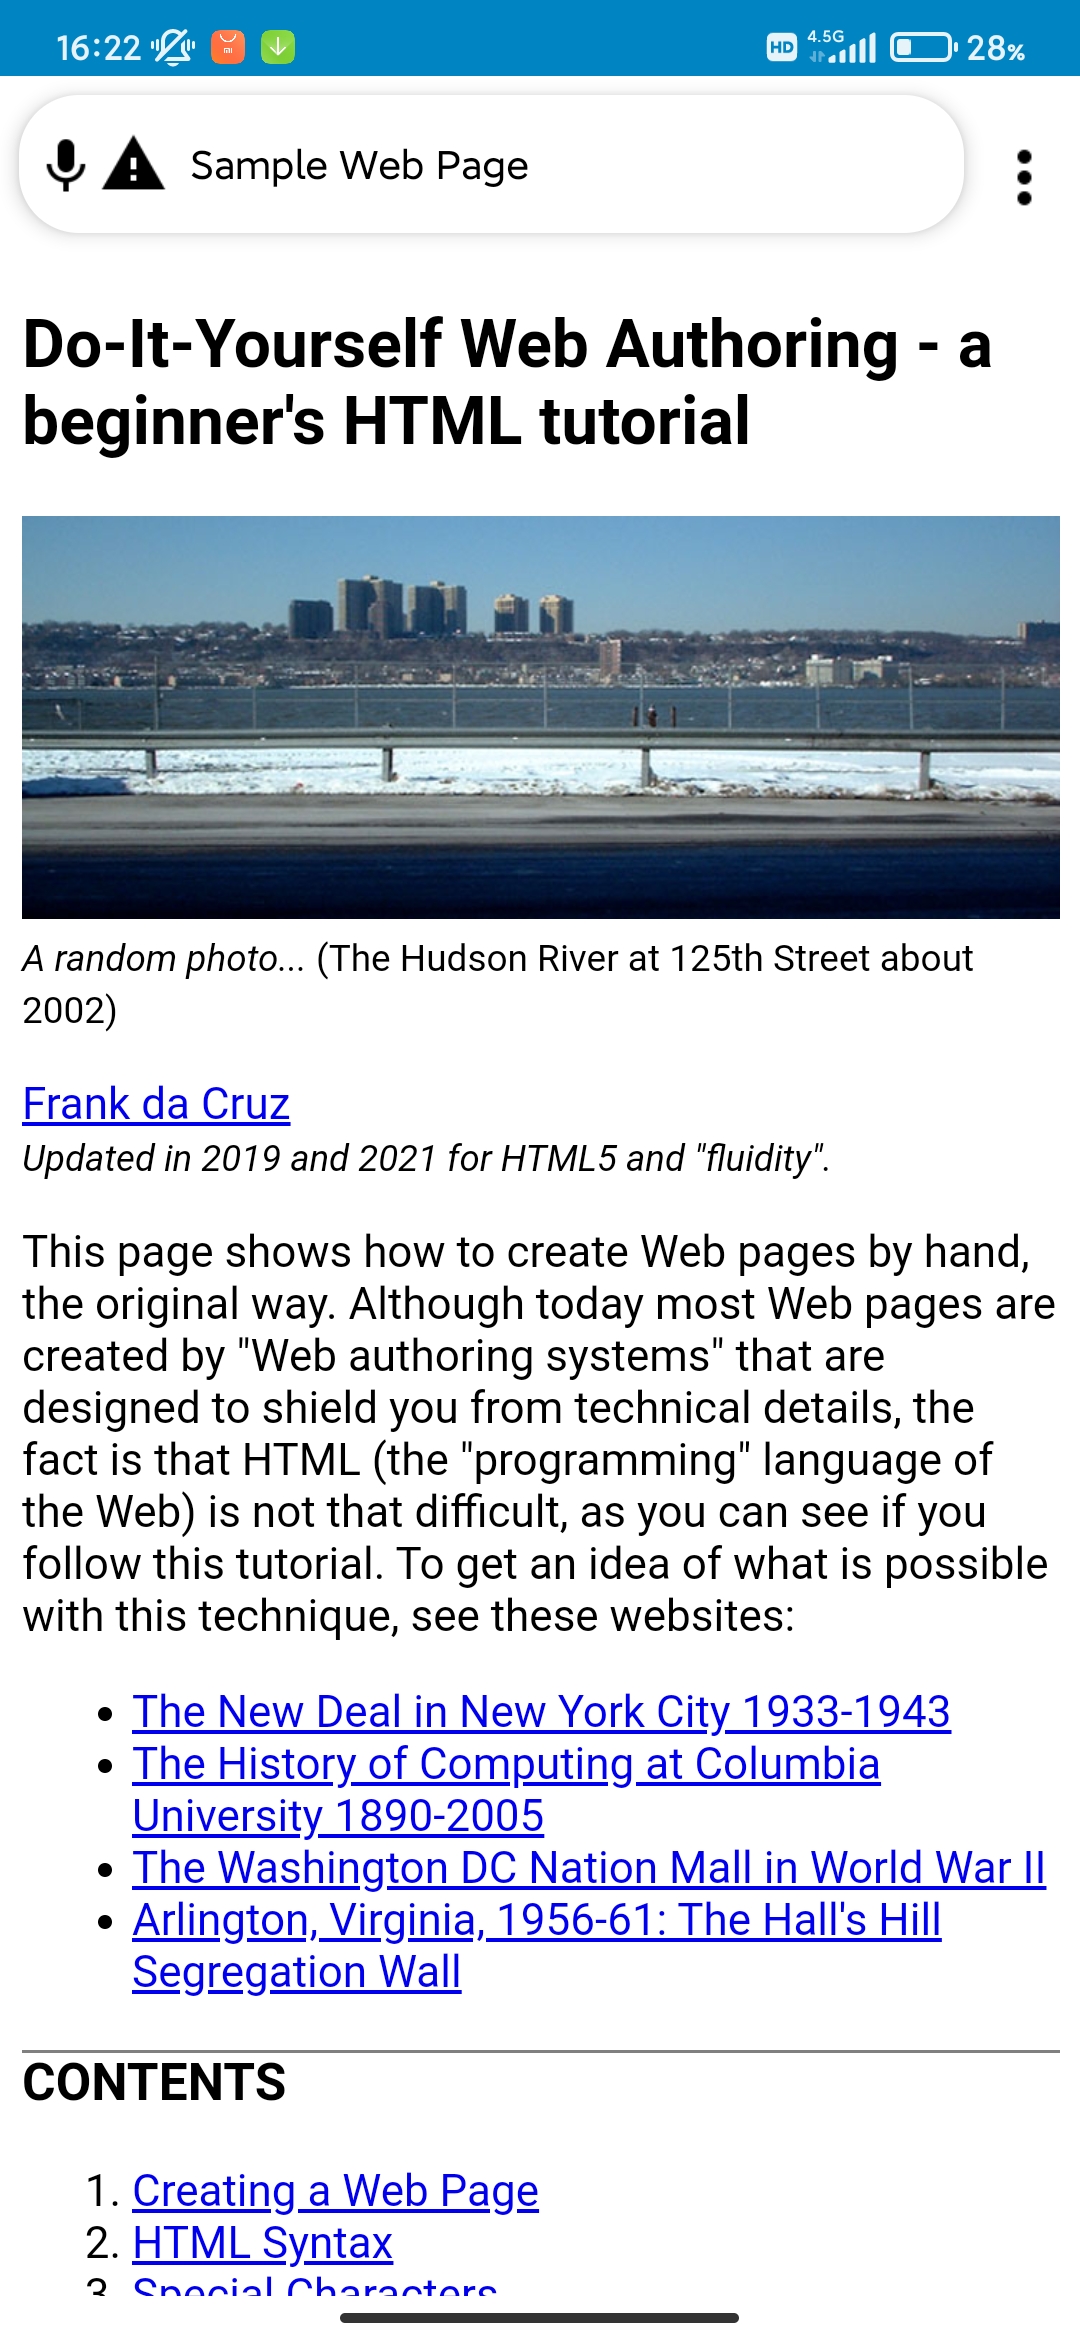 16:22
HD 4.5G 28%
Sample Web Page
Do-It-Yourself Web Authoring - a
beginner's HTML tutorial
A random photo... (The Hudson River at 125th Street about
2002)
Frank da Cruz
Updated in 2019 and 2021 for HTML5 and "fluidity".
This page shows how to create Web pages by hand,
the original way. Although today most Web pages are
created by "Web authoring systems" that are
designed to shield you from technical details, the
fact is that HTML (the "programming" language of
the Web) is not that difficult, as you can see if you
follow this tutorial. To get an idea of what is possible
with this technique, see these websites:
• The New Deal in New York City 1933-1943
• The History of Computing at Columbia
University 1890-2005
• The Washington DC Nation Mall in World War II
• Arlington, Virginia, 1956-61: The Hall's Hill
Segregation Wall
CONTENTS
1. Creating a Web Page
2. HTML Syntax
3. Special Characters